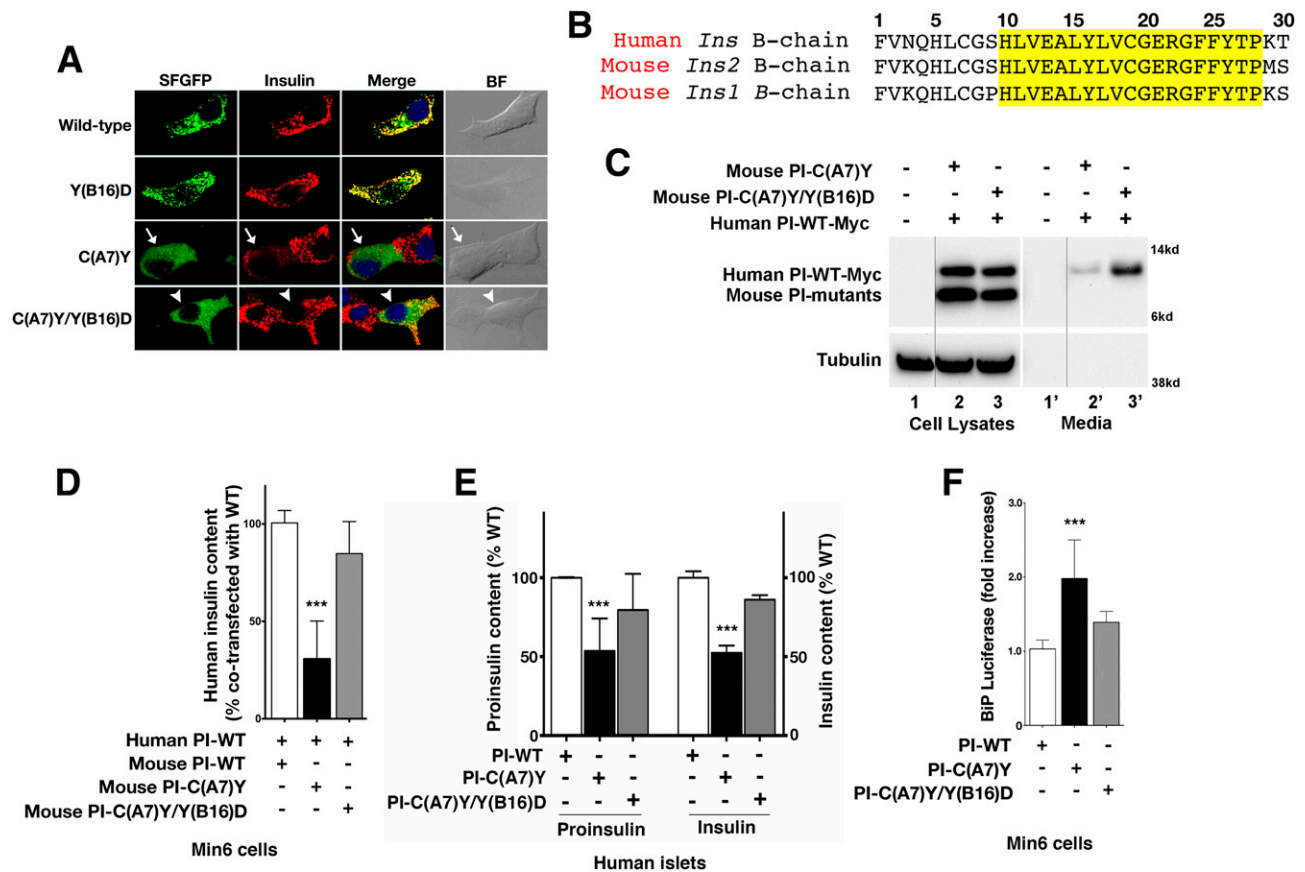 A
SFGFP Insulin Merge BF
Wild-type
Y(B16)D
C(A7)Y
C(A7)Y/Y(B16)D
B
1 5 10 15 20 25 30
Human Ins B-chain FVNQHLCGSHLVEALYLVCGERGFFYTPKT
Mouse Ins2 B-chain FVKQHLCGSHLVEALYLVCGERGFFYTPMS
Mouse Ins1 B-chain FVKQHLCGPHLVEALYLVCGERGFFYTPKS
C
Mouse PI-C(A7)Y - + - - + -
Mouse PI-C(A7)Y/Y(B16)D - - + - - +
Human PI-WT-Myc - + + - + +
14kd
Human PI-WT-Myc
Mouse PI-mutants
6kd
Tubulin
38kd
1 2 3 1' 2' 3'
Cell Lysates Media
D
Human insulin content
(% co-transfected with WT)
100
50
0
***
Human PI-WT + + +
Mouse PI-WT + - -
Mouse PI-C(A7)Y - + -
Mouse PI-C(A7)Y/Y(B16)D - - +
Min6 cells
E
Proinsulin content (% WT)
100
50
0
*** ***
Insulin content (% WT)
100
50
0
PI-WT + - - + - -
PI-C(A7)Y - + - - + -
PI-C(A7)Y/Y(B16)D - - + - - +
Proinsulin Insulin
Human islets
F
BiP Luciferase (fold increase)
3.0
2.0
1.0
0
***
PI-WT + - -
PI-C(A7)Y - + -
PI-C(A7)Y/Y(B16)D - - +
Min6 cells